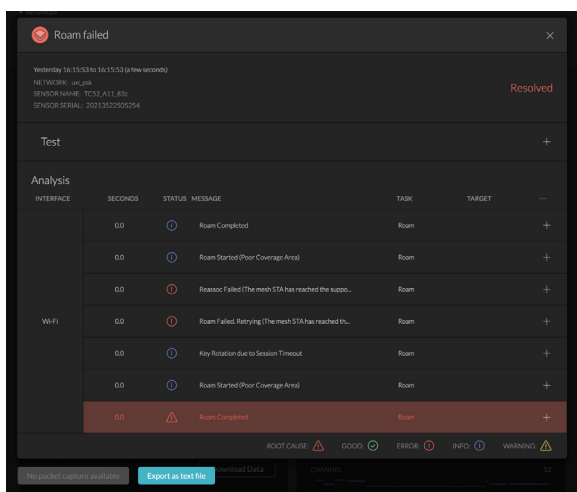 Roam failed
Yesterday 16:15:53 to 16:15:53 (a few seconds)
NETWORK: uxi_psk
SENSOR NAME: TC52_A11_83z
SENSOR SERIAL: 20213522505254
Resolved
Test
Analysis
INTERFACE SECONDS STATUS MESSAGE TASK TARGET
0.0 Roam Completed Roam
0.0 Roam Started (Poor Coverage Area) Roam
0.0 Reassoc Failed (The mesh STA has reached the suppo... Roam
Wi-Fi 0.0 Roam Failed, Retrying (The mesh STA has reached th... Roam
0.0 Key Rotation due to Session Timeout Roam
0.0 Roam Started (Poor Coverage Area) Roam
0.0 Roam Completed Roam
ROOT CAUSE: GOOD: ERROR: INFO: WARNING:
No packet capture available Export as text file Download Data CHANNEL 52